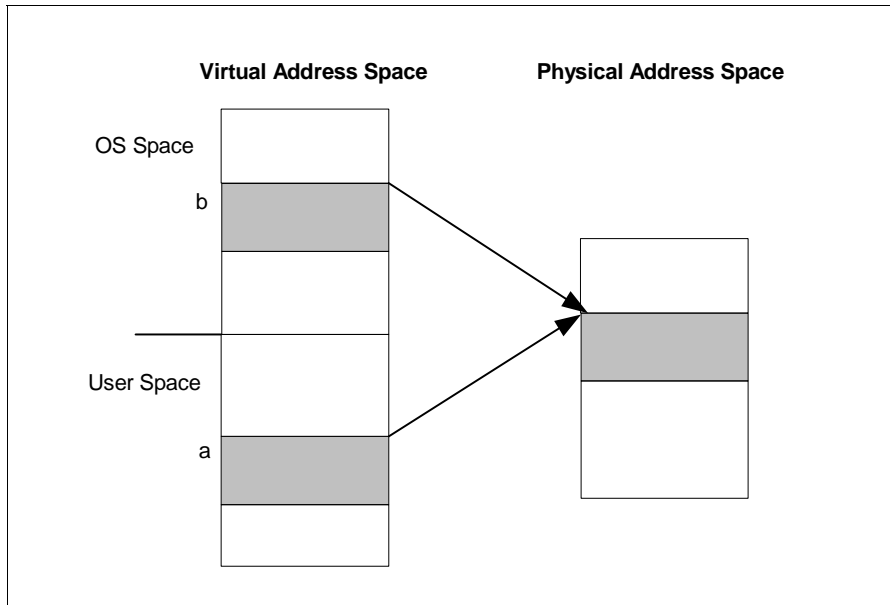 Virtual Address Space
Physical Address Space
OS Space
b
User Space
a